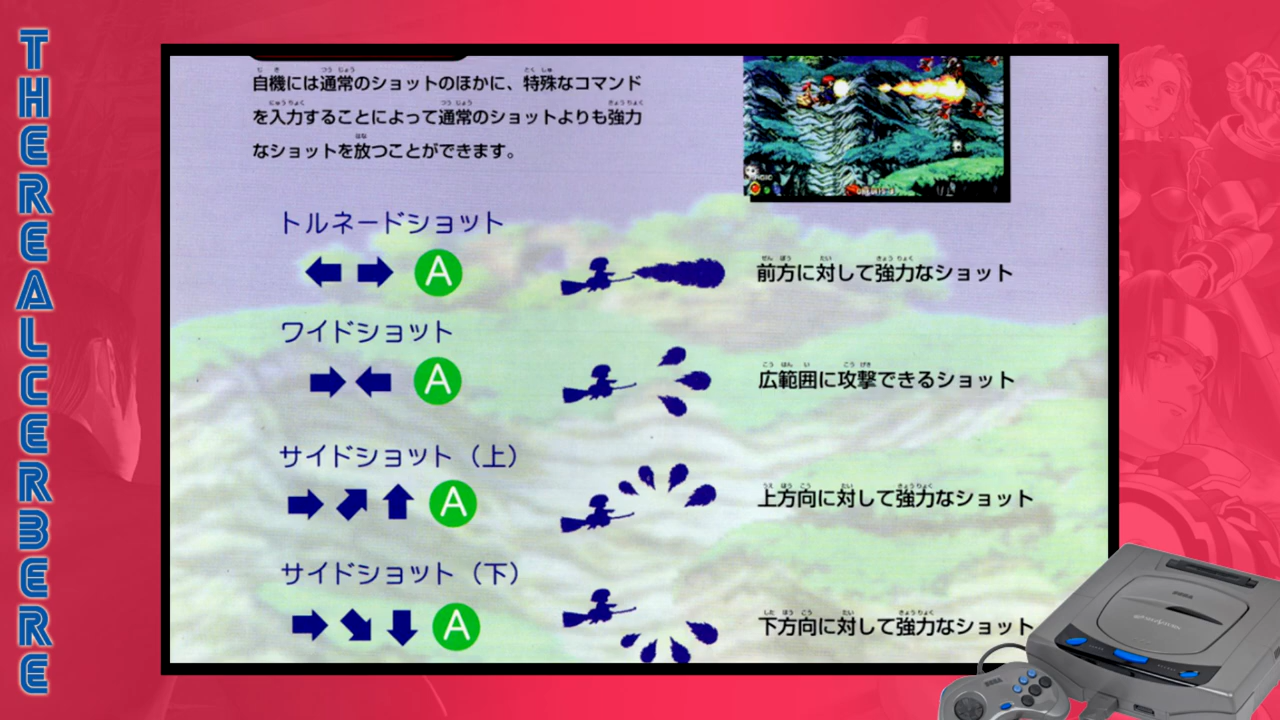 THEREALCERBERE
自機には通常のショットのほかに、特殊なコマンド
を入力することによって通常のショットよりも強力
なショットを放つことができます。
トルネードショット
A
前方に対して強力なショット
ワイドショット
A
広範囲に攻撃できるショット
サイドショット（上）
A
上方向に対して強力なショット
サイドショット（下）
A
下方向に対して強力なショット
SEGA
SEGA